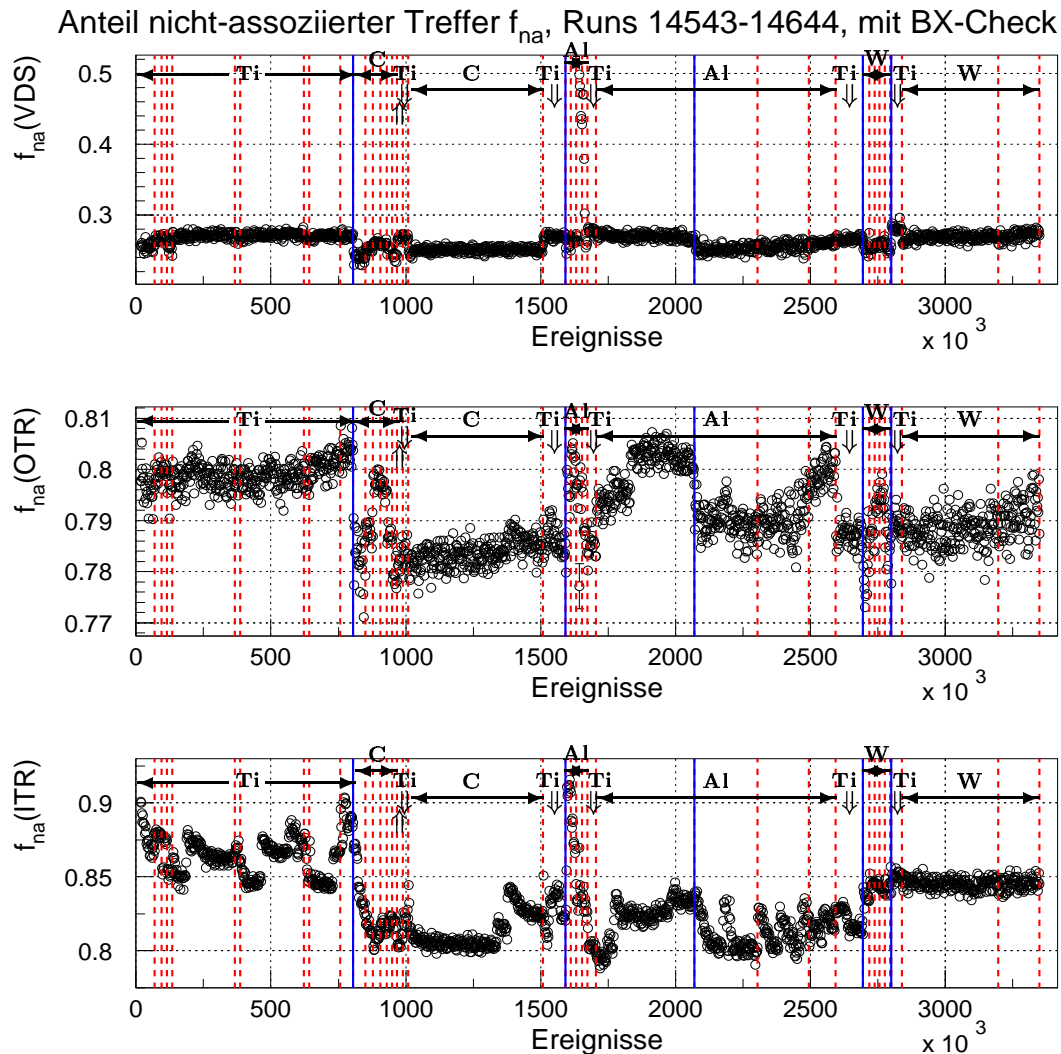 Anteil nicht-assoziierter Treffer fna, Runs 14543-14644, mit BX-Check
C Al W
Ti Ti C Ti Ti Al Ti Ti W
fna(VDS)
0.5
0.4
0.3
0 500 1000 1500 2000 2500 3000
Ereignisse
x 10 3
C Al W
Ti Ti C Ti Ti Al Ti Ti W
fna(OTR)
0.81
0.8
0.79
0.78
0.77
0 500 1000 1500 2000 2500 3000
Ereignisse
x 10 3
C Al W
Ti Ti C Ti Ti Al Ti Ti W
fna(ITR)
0.9
0.85
0.8
0 500 1000 1500 2000 2500 3000
Ereignisse
x 10 3